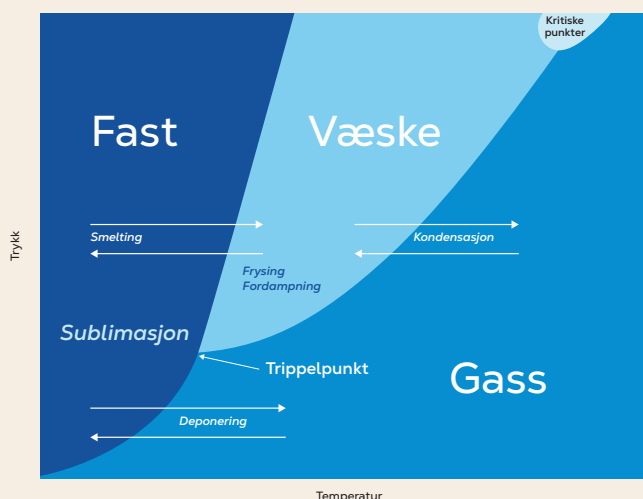 Kritiske
punkter
Fast
Væske
Trykk
Smelting
Kondensasjon
Frysing
Fordampning
Sublimasjon
Trippelpunkt
Gass
Deponering
Temperatur